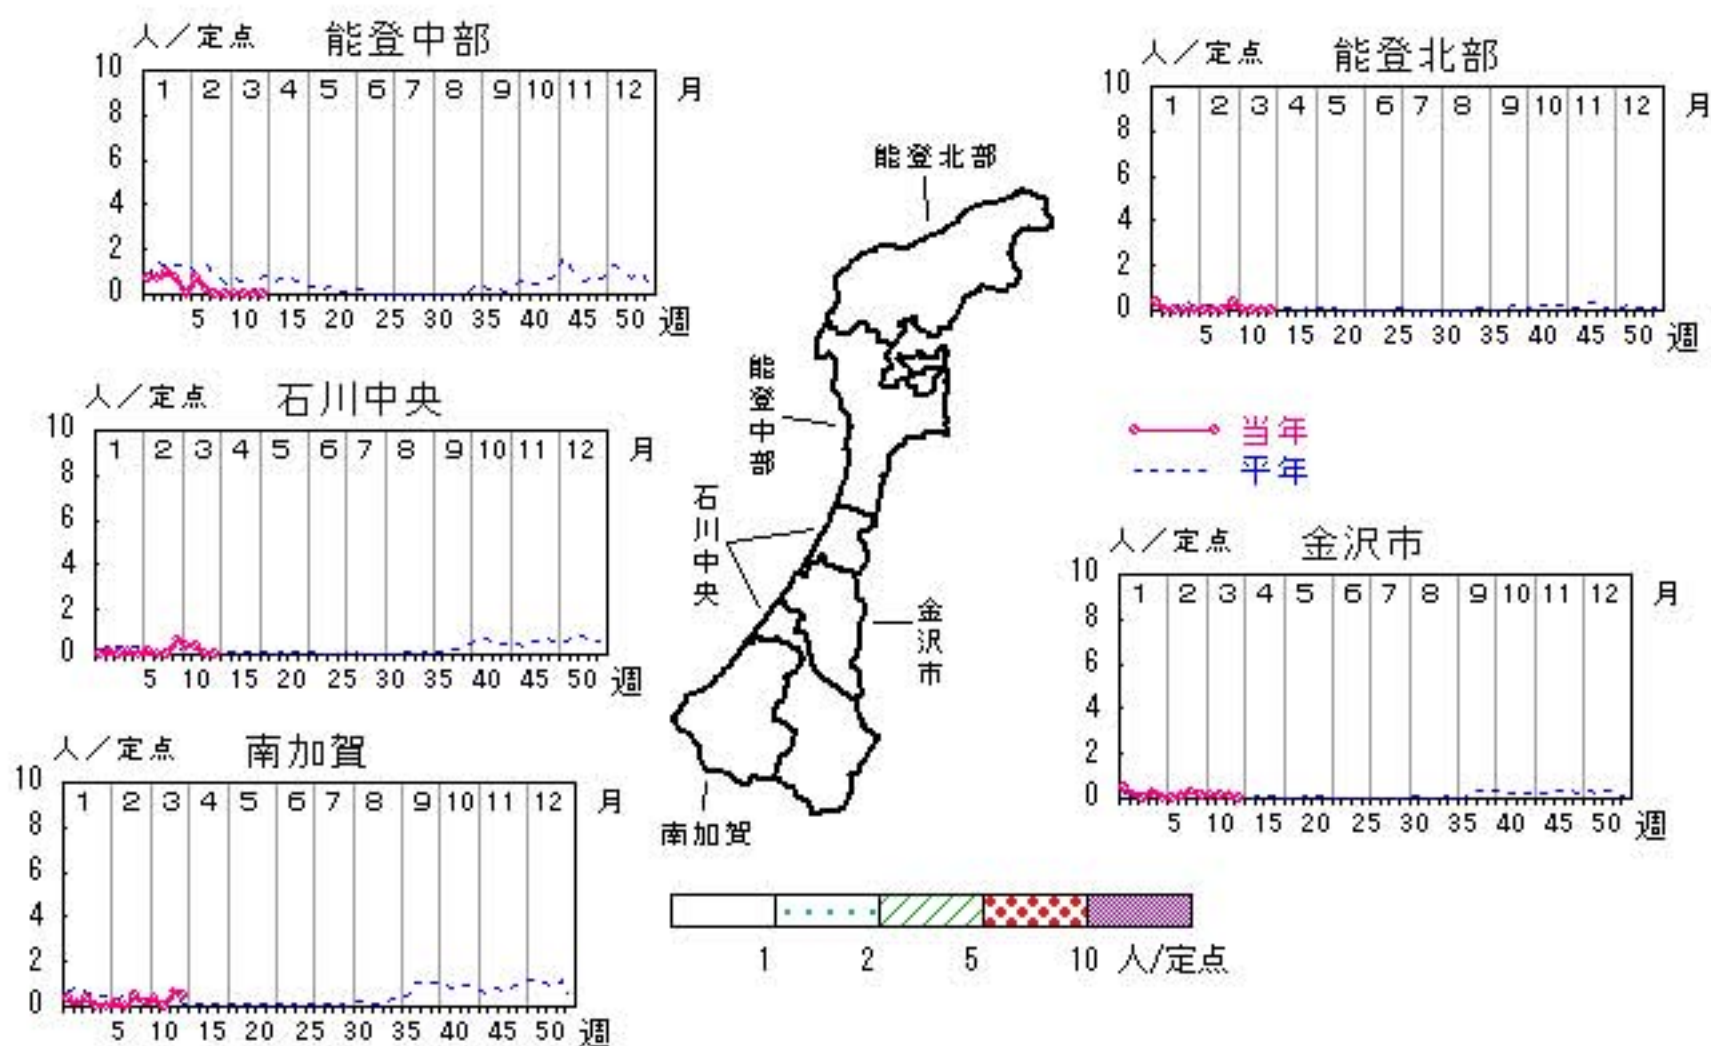 人／定点 能登中部
10 8 6 4 2 0
1 2 3 4 5 6 7 8 9 10 11 12 月
5 10 15 20 25 30 35 40 45 50 週
人／定点 能登北部
10 8 6 4 2 0
1 2 3 4 5 6 7 8 9 10 11 12 月
5 10 15 20 25 30 35 40 45 50 週
人／定点 石川中央
10 8 6 4 2 0
1 2 3 4 5 6 7 8 9 10 11 12 月
5 10 15 20 25 30 35 40 45 50 週
当年
平年
人／定点 金沢市
10 8 6 4 2 0
1 2 3 4 5 6 7 8 9 10 11 12 月
5 10 15 20 25 30 35 40 45 50 週
人／定点 南加賀
10 8 6 4 2 0
1 2 3 4 5 6 7 8 9 10 11 12 月
5 10 15 20 25 30 35 40 45 50 週
能登北部
能登中部
石川中央
金沢市
南加賀
1 2 5 10 人/定点